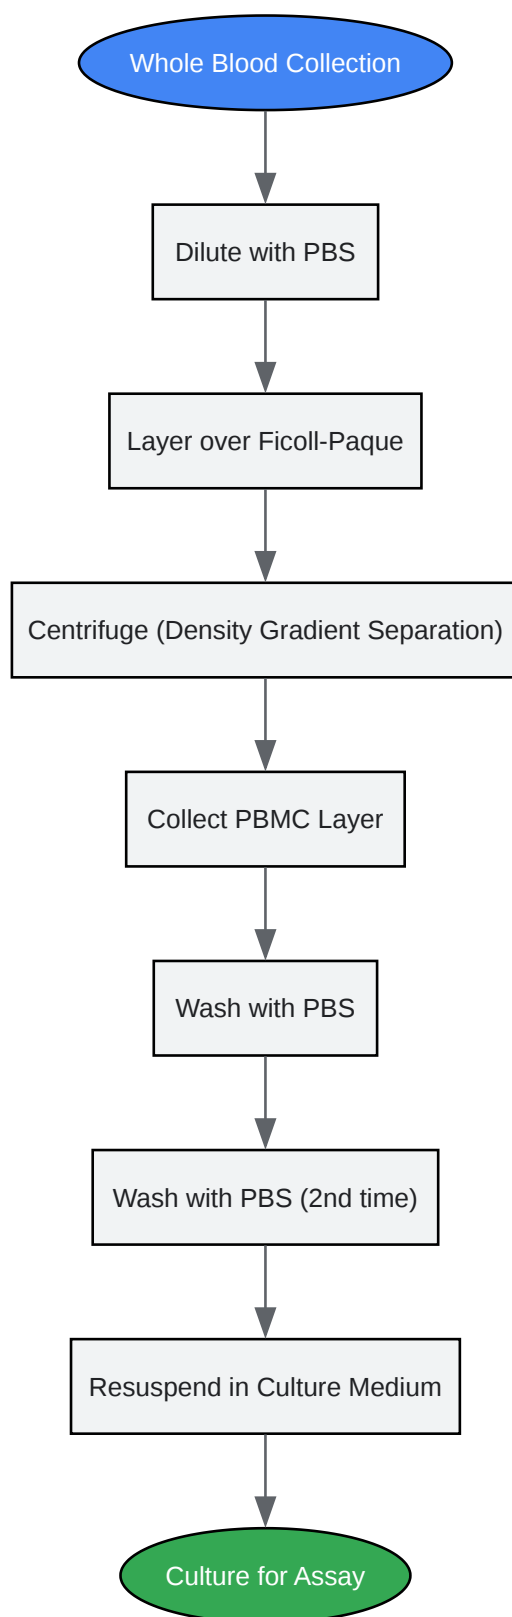 Whole Blood Collection
Dilute with PBS
Layer over Ficoll-Paque
Centrifuge (Density Gradient Separation)
Collect PBMC Layer
Wash with PBS
Wash with PBS (2nd time)
Resuspend in Culture Medium
Culture for Assay